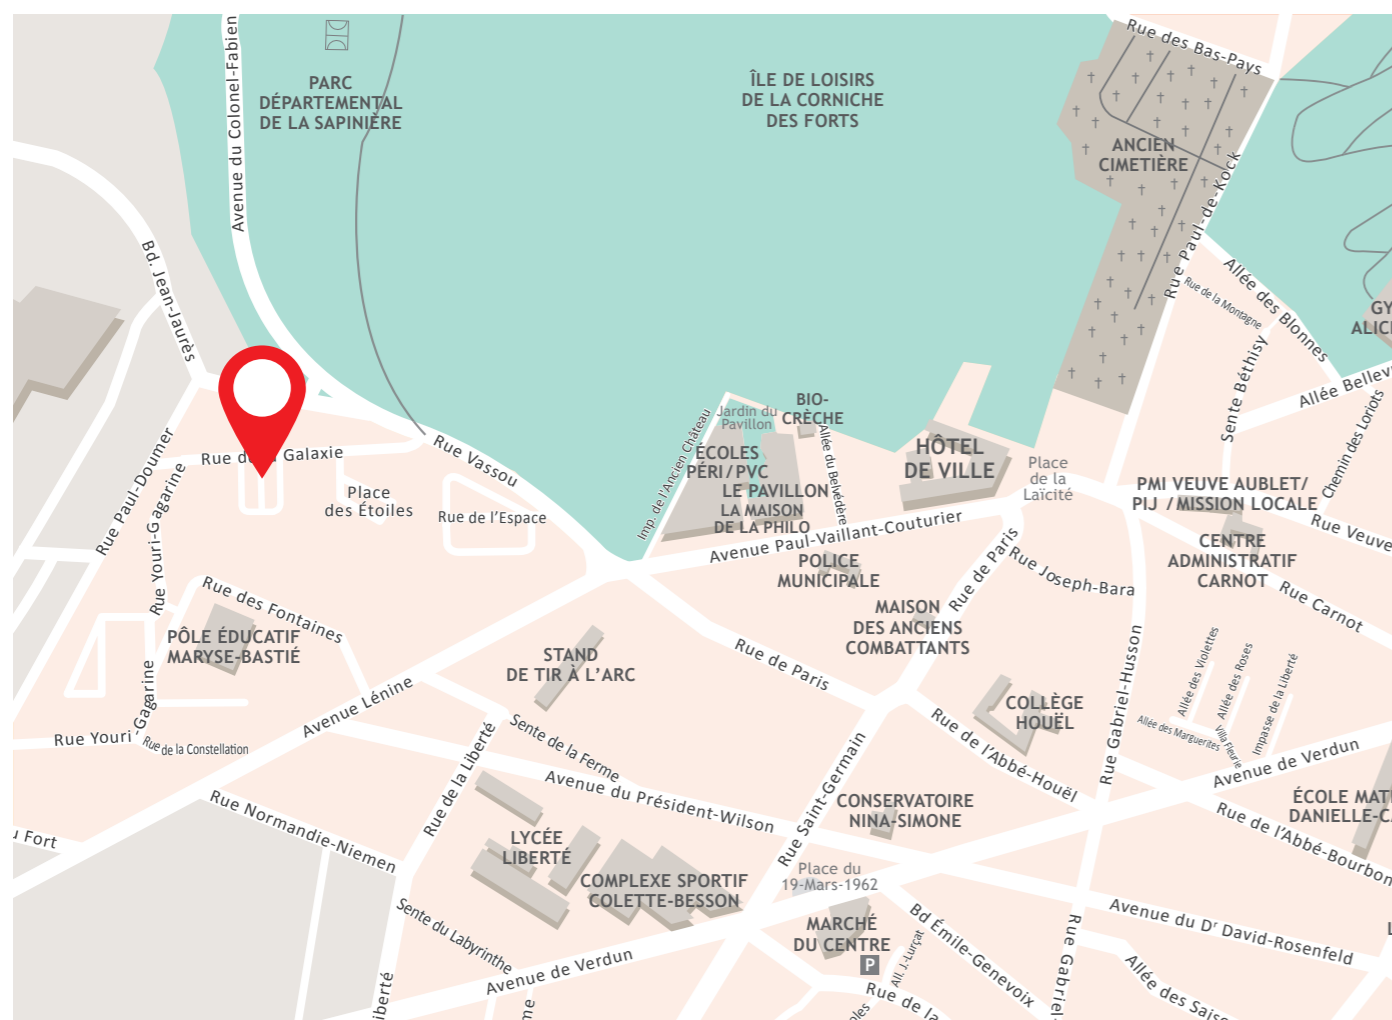 Rue des Bas-Pays
Avenue du Colonel-Fabien
PARC
DÉPARTEMENTAL
DE LA SAPINIÈRE
ÎLE DE LOISIRS
DE LA CORNICHE
DES FORTS
ANCIEN
CIMETIÈRE
Rue Paul-de-Kock
Bd. Jean-Jaurès
Allée des Blonnes
Rue de la Montagne
GY
ALICI
Sente Béthisy
Allée Bellev
Chemin des Loriots
Jardin du
Pavillon
BIO-
CRÈCHE
Imp. de l'Ancien Château
Allée du Belvédère
ÉCOLES
PÉRI / PVC
LE PAVILLON
LA MAISON
DE LA PHILO
HÔTEL
DE VILLE
Place
de la
Laïcité
PMI VEUVE AUBLET/
PIJ / MISSION LOCALE
Rue Veuve
Rue Vassou
Rue de la Galaxie
Rue Paul-Doumer
Rue Youri-Gagarine
Place
des Étoiles
Rue de l'Espace
Avenue Paul-Vaillant-Couturier
POLICE
MUNICIPALE
Rue de Paris
Rue Joseph-Bara
CENTRE
ADMINISTRATIF
CARNOT
Rue Carnot
MAISON
DES ANCIENS
COMBATTANTS
Rue des Fontaines
PÔLE ÉDUCATIF
MARYSE-BASTIÉ
STAND
DE TIR À L'ARC
Rue de Paris
Avenue Lénine
Rue Youri-Gagarine
Rue de la Constellation
COLLÈGE
HOUËL
Rue de l'Abbé-Houël
Rue Gabriel-Husson
Allée des Violettes
Allée des Roses
Impasse de la Liberté
Allée des Marguerites
Villa Fleurie
Avenue de Verdun
Sente de la Ferme
Rue de la Liberté
Avenue du Président-Wilson
Rue Saint-Germain
CONSERVATOIRE
NINA-SIMONE
ÉCOLE MAT
DANIELLE-CA
Rue de l'Abbé-Bourbon
Rue Normandie-Niemen
u Fort
LYCÉE
LIBERTÉ
COMPLEXE SPORTIF
COLETTE-BESSON
Place du
19-Mars-1962
MARCHÉ
DU CENTRE
P
Avenue du Dr David-Rosenfeld
Sente du Labyrinthe
Avenue de Verdun
Bd Émile-Genevoix
All. J.-Lurçat
Rue Gabriel-
Allée des Sais
Rue de la
oles
iberté
me
L